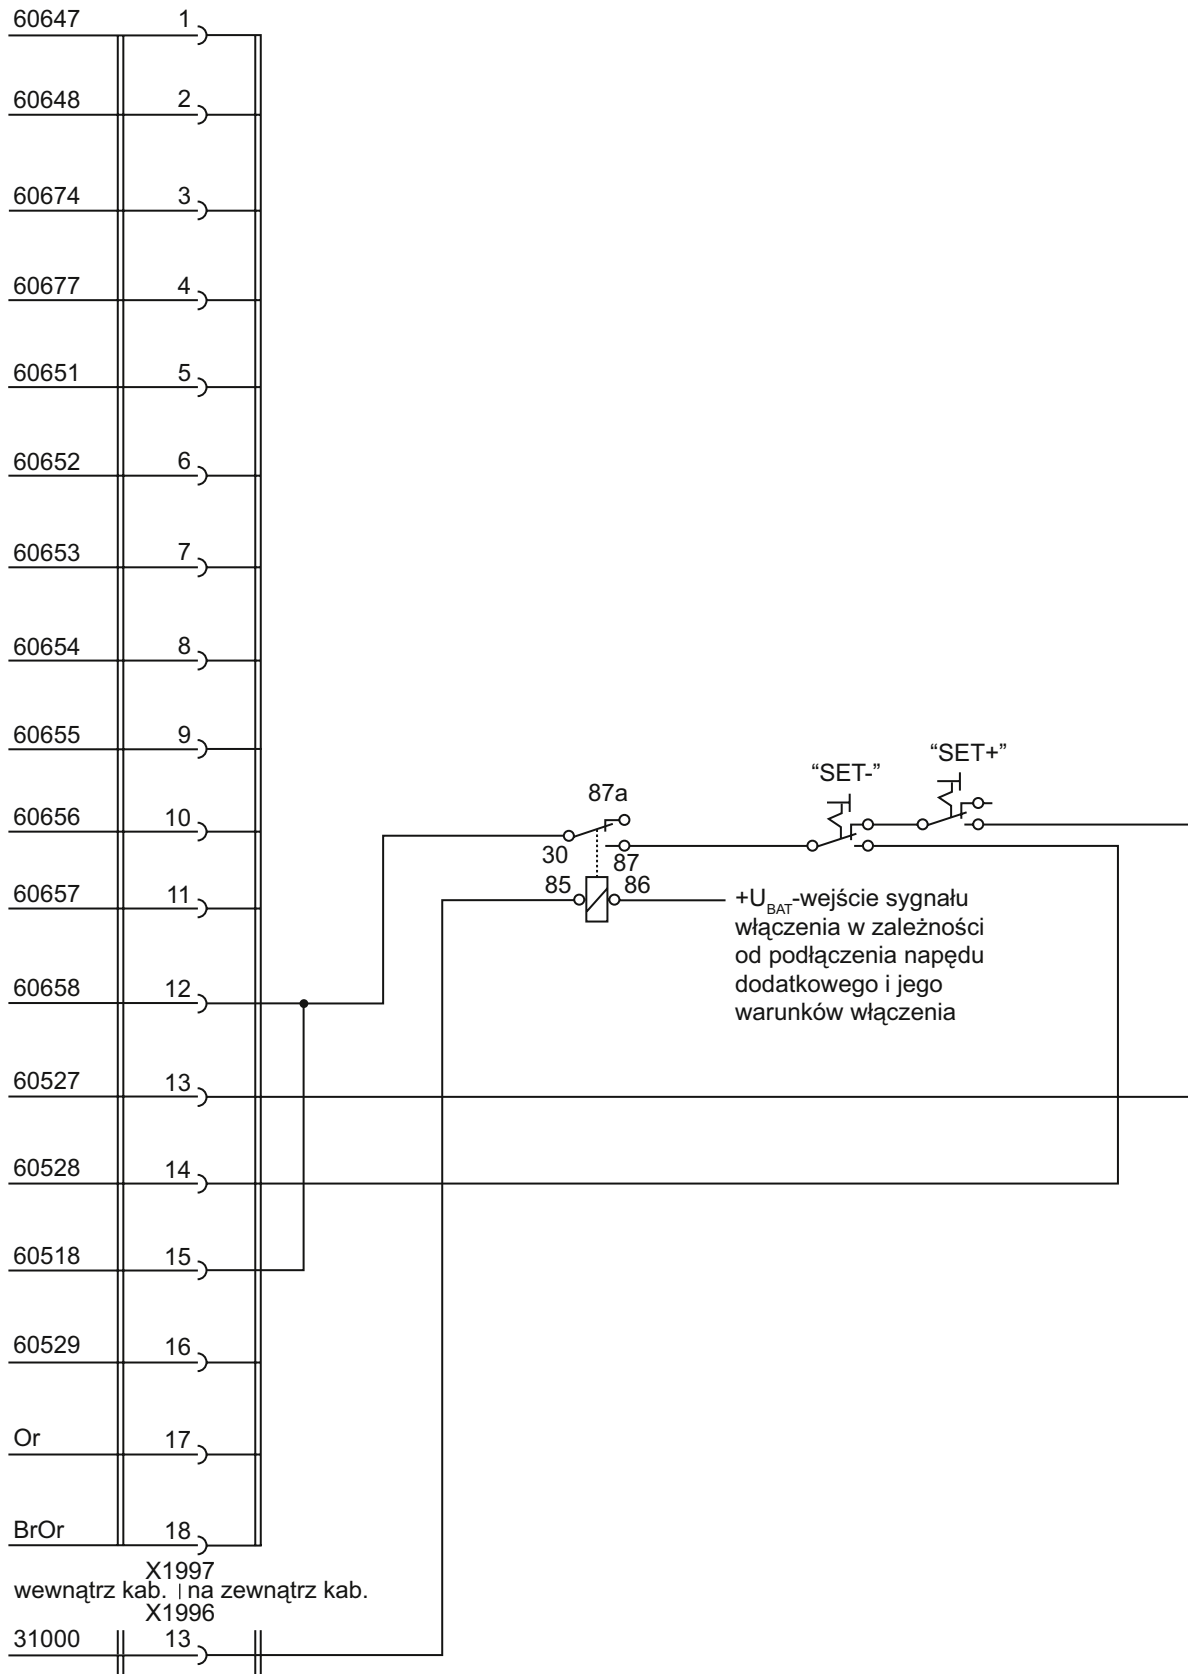 60647 1
60648 2
60674 3
60677 4
60651 5
60652 6
60653 7
60654 8
60655 9
“SET+”
“SET-”
87a
60656 10
30 87
85 86
60657 11
+UBAT-wejście sygnału
włączenia w zależności
od podłączenia napędu
dodatkowego i jego
warunków włączenia
60658 12
60527 13
60528 14
60518 15
60529 16
Or 17
BrOr 18
X1997
wewnątrz kab. | na zewnątrz kab.
X1996
31000 13